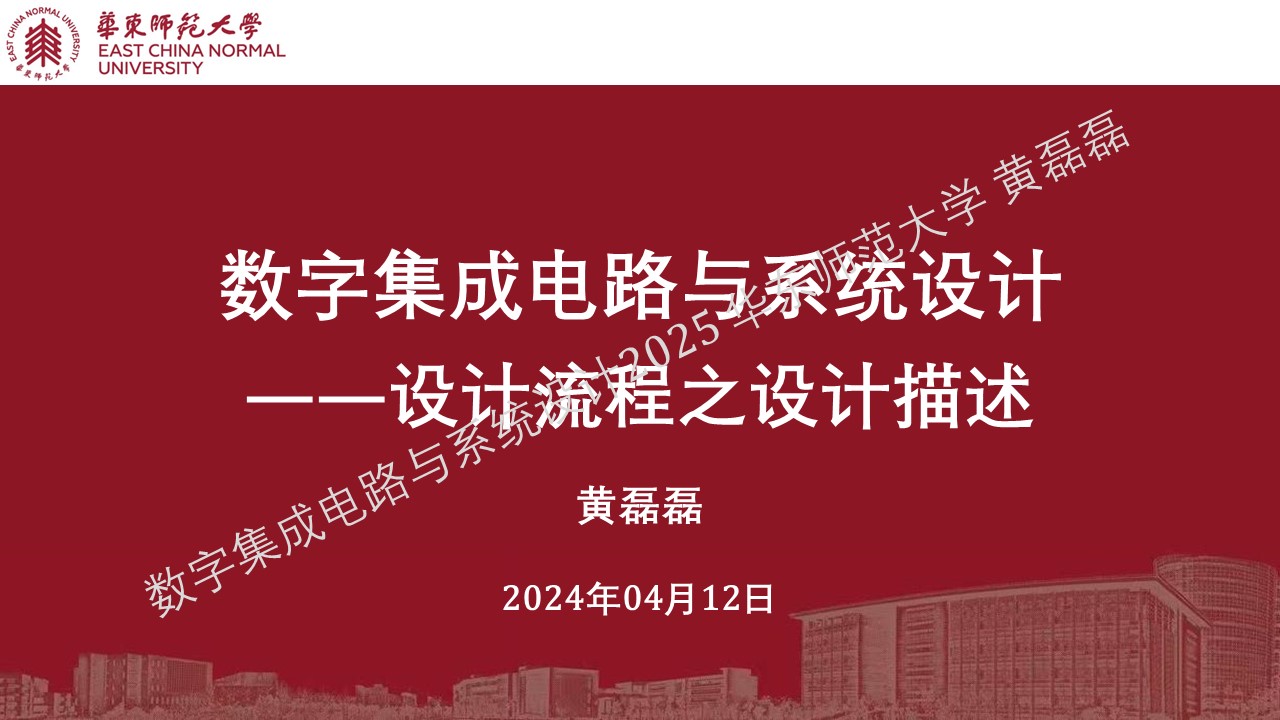 EAST CHINA NORMAL UNIVERSITY
華東師范大學
華東師范大學
EAST CHINA NORMAL
UNIVERSITY
数字集成电路与系统设计
——设计流程之设计描述
黄磊磊
2024年04月12日
数字集成电路与系统设计2025 华东师范大学 黄磊磊